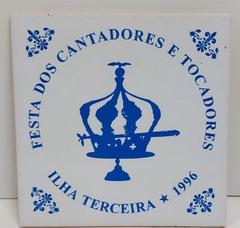 FESTA DOS CANTADORES E TOCADORES
ILHA TERCEIRA ★ 1996